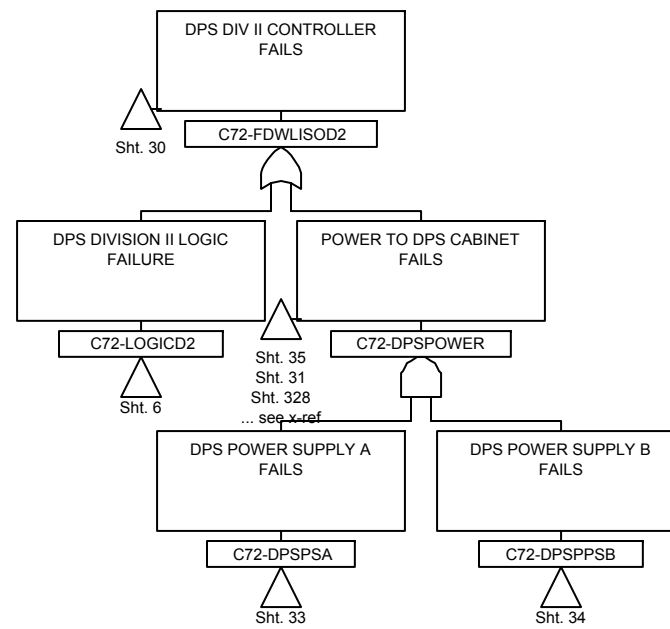 DPS DIV II CONTROLLER
FAILS
Sht. 30
C72-FDWLISOD2
DPS DIVISION II LOGIC
FAILURE
POWER TO DPS CABINET
FAILS
C72-LOGICD2
C72-DPSPOWER
Sht. 6
Sht. 35
Sht. 31
Sht. 328
... see x-ref
DPS POWER SUPPLY A
FAILS
DPS POWER SUPPLY B
FAILS
C72-DPSPSA
C72-DPSPPSB
Sht. 33
Sht. 34